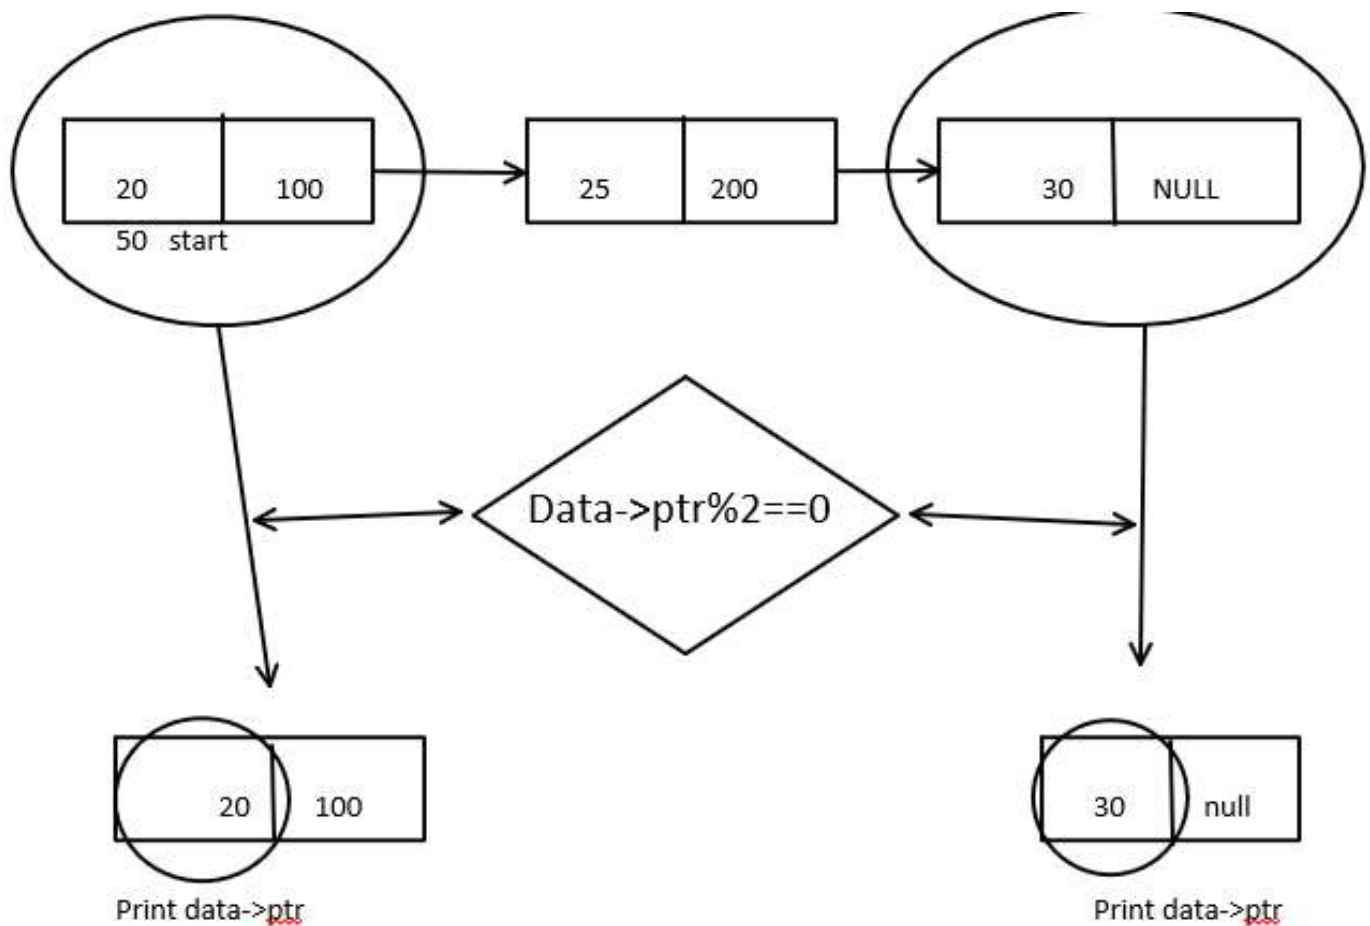 20 100 25 200 30 NULL
50 start
Data->ptr%2==0
20 100 30 null
Print data->ptr Print data->ptr